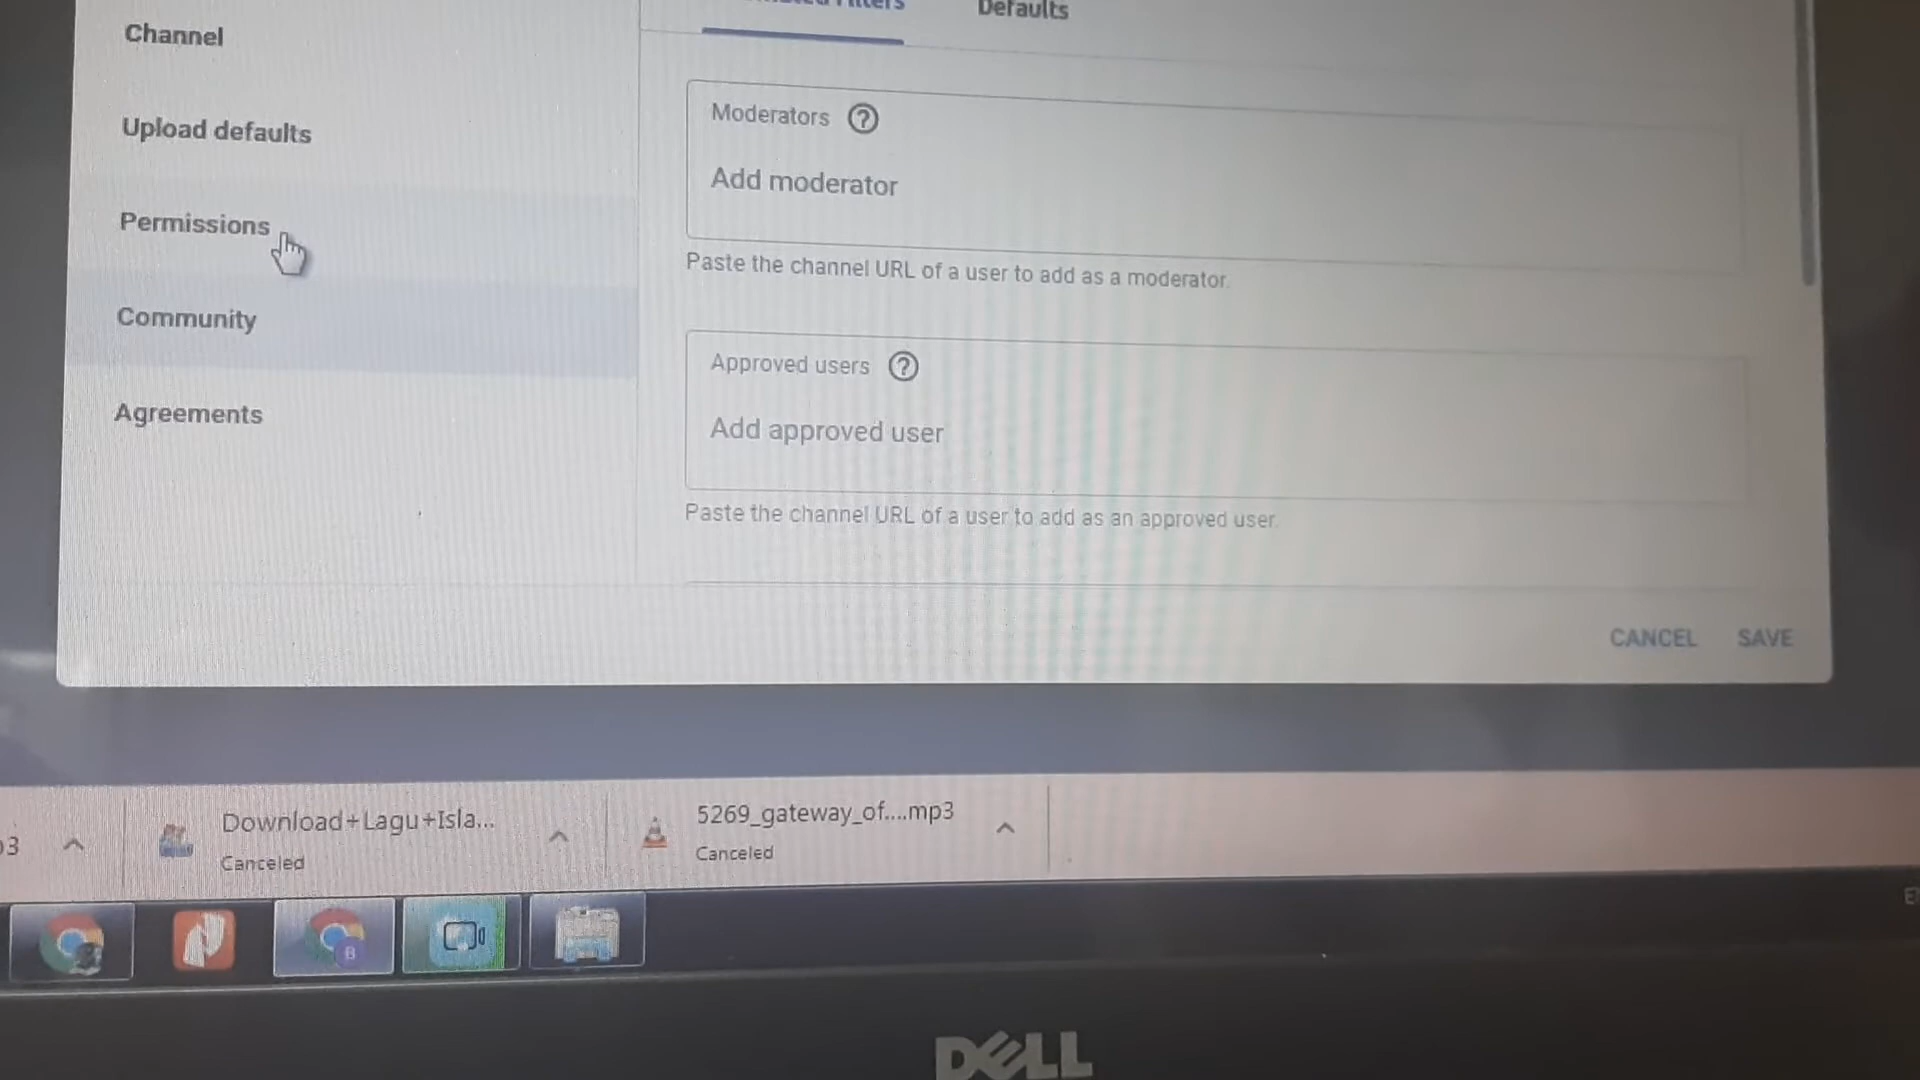 Defaults
Channel
Upload defaults
Permissions
Community
Agreements
Moderators ?
Add moderator
Paste the channel URL of a user to add as a moderator.
Approved users ?
Add approved user
Paste the channel URL of a user to add as an approved user.
CANCEL SAVE
Download+Lagu+Isla...
Canceled
5269_gateway_of....mp3
Canceled
B
DELL